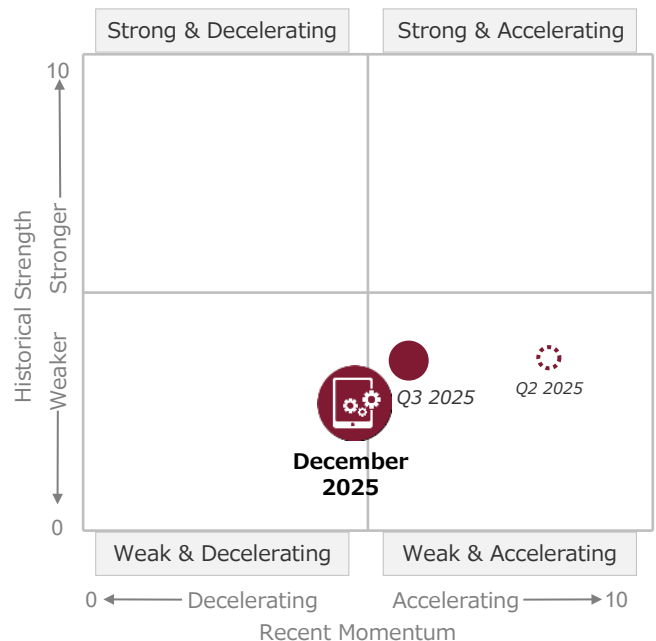 Strong & Decelerating
Strong & Accelerating
10
Historical Strength
Stronger
Weaker
Q3 2025
Q2 2025
December
2025
0
Weak & Decelerating
Weak & Accelerating
0
Decelerating
Accelerating
10
Recent Momentum